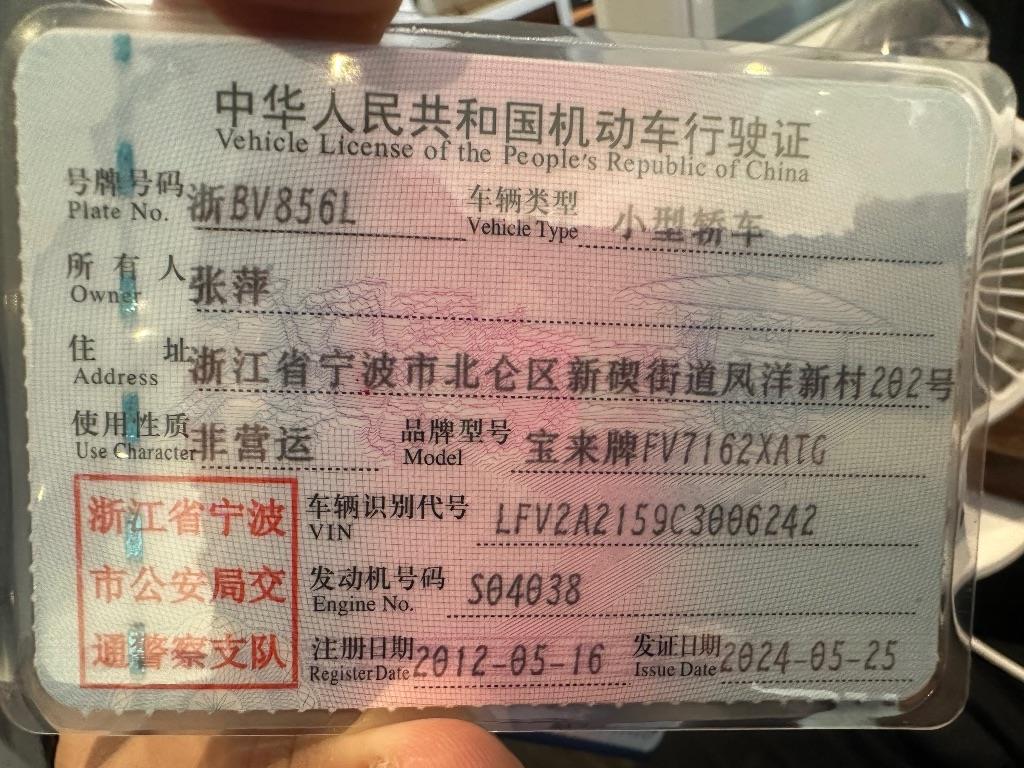 中华人民共和国机动车行驶证
Vehicle License of the People's Republic of China
号牌号码 浙BV856L 车辆类型 小型轿车
Plate No. Vehicle Type
所有人 张萍
Owner
住址 浙江省宁波市北仑区新碶街道凤洋新村202号
Address
使用性质 非营运 品牌型号 宝来牌FV7162XATG
Use Character Model
浙江省宁波 车辆识别代号 LFV2A2159C3006242
VIN
市公安局交 发动机号码 S04038
Engine No.
通警察支队 注册日期 2012-05-16 发证日期 2024-05-25
Register Date Issue Date